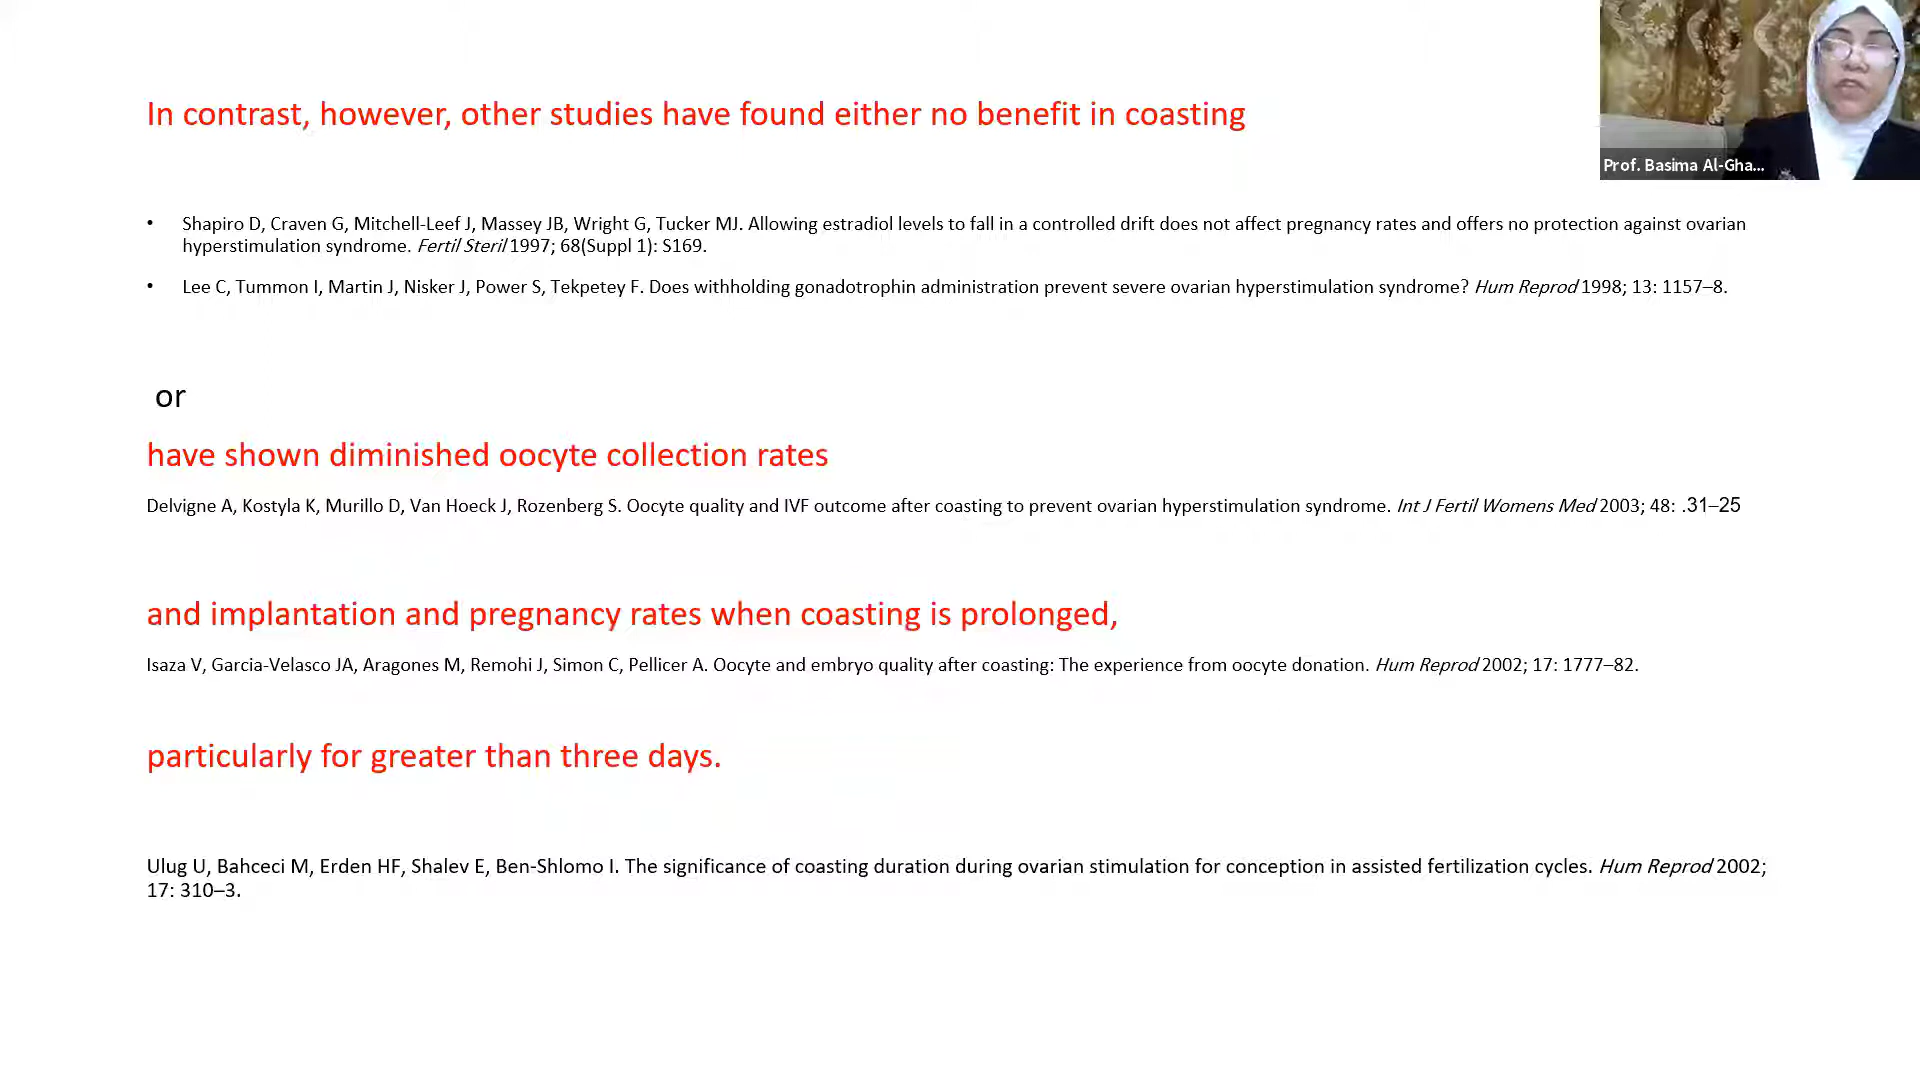 In contrast, however, other studies have found either no benefit in coasting
Prof. Basima Al-Gha...
• Shapiro D, Craven G, Mitchell-Leef J, Massey JB, Wright G, Tucker MJ. Allowing estradiol levels to fall in a controlled drift does not affect pregnancy rates and offers no protection against ovarian
hyperstimulation syndrome. Fertil Steril 1997; 68(Suppl 1): S169.
• Lee C, Tummon I, Martin J, Nisker J, Power S, Tekpetey F. Does withholding gonadotrophin administration prevent severe ovarian hyperstimulation syndrome? Hum Reprod 1998; 13: 1157–8.
or
have shown diminished oocyte collection rates
Delvigne A, Kostyla K, Murillo D, Van Hoeck J, Rozenberg S. Oocyte quality and IVF outcome after coasting to prevent ovarian hyperstimulation syndrome. Int J Fertil Womens Med 2003; 48: .31–25
and implantation and pregnancy rates when coasting is prolonged,
Isaza V, Garcia-Velasco JA, Aragones M, Remohi J, Simon C, Pellicer A. Oocyte and embryo quality after coasting: The experience from oocyte donation. Hum Reprod 2002; 17: 1777–82.
particularly for greater than three days.
Ulug U, Bahceci M, Erden HF, Shalev E, Ben-Shlomo I. The significance of coasting duration during ovarian stimulation for conception in assisted fertilization cycles. Hum Reprod 2002;
17: 310–3.